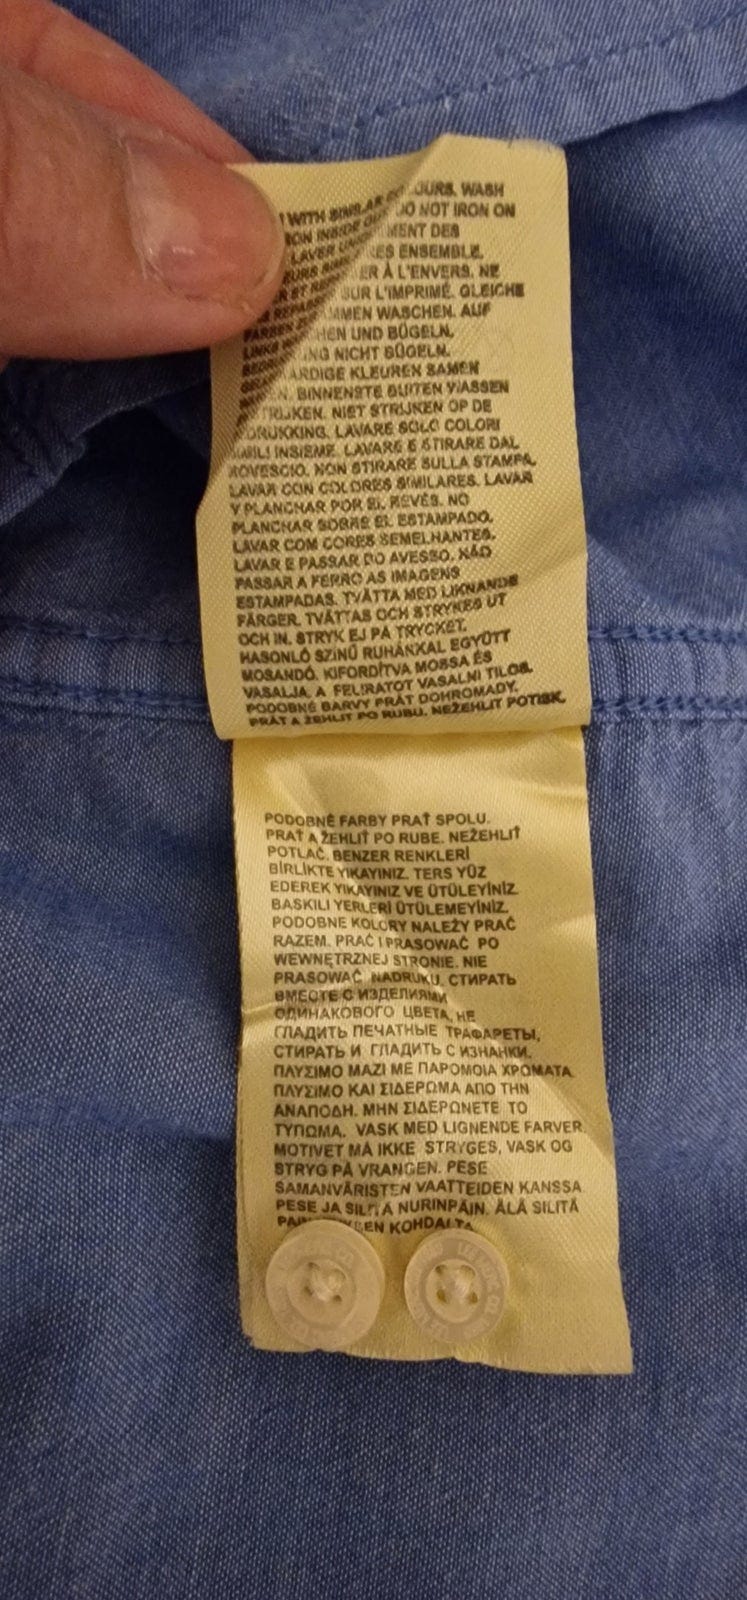 WITH SIMILAR COLOURS. WASH
INSIDE DO NOT IRON ON
LAVER MENT DES
ENSEMBLE.
À L'ENVERS. NE
SUR L'IMPRIMÉ. GLEICHE
WASCHEN. AUF
UND BÜGELN.
NICHT BÜGELN.
KLEUREN SAMEN
BINNENSTE BUITEN WASSEN
NIET STRIJKEN OP DE
LAVARE SOLO COLORI
INSIEME. LAVARE E STIRARE DAL
ROVESCIO. NON STIRARE SULLA STAMPA.
LAVAR CON COLORES SIMILARES. LAVAR
Y PLANCHAR POR EL REVÉS. NO
PLANCHAR SOBRE EL ESTAMPADO.
LAVAR COM CORES SEMELHANTES.
LAVAR E PASSAR DO AVESSO. NÃO
PASSAR A FERRO AS IMAGENS
ESTAMPADAS. TVÄTTA MED LIKNANDE
FÄRGER. TVÄTTAS OCH STRYKES UT
OCH IN. STRYK EJ PÅ TRYCKET.
HASONLÓ SZÍNŰ RUHÁKKAL EGYÜTT
MOSANDÓ. KIFORDÍTVA MOSSA ÉS
VASALJA. A FELIRATOT VASALNI TILOS.
PODOBNÉ BARVY PRÁT DOHROMADY.
PRÁT A ŽEHLIT PO RUBU. NEŽEHLIT POTISK.
PODOBNÉ FARBY PRAŤ SPOLU.
PRAŤ A ŽEHLIŤ PO RUBE. NEŽEHLIŤ
POTLAČ. BENZER RENKLERİ
BİRLİKTE YIKAYINIZ. TERS YÜZ
EDEREK YIKAYINIZ VE ÜTÜLEYİNİZ.
BASKILI YERLERİ ÜTÜLEMEYİNİZ.
PODOBNE KOLORY NALEŻY PRAĆ
RAZEM. PRAĆ I PRASOWAĆ PO
WEWNĘTRZNEJ STRONIE. NIE
PRASOWAĆ NADRUKU. СТИРАТЬ
ВМЕСТЕ С ИЗДЕЛИЯМИ
ОДИНАКОВОГО ЦВЕТА, НЕ
ГЛАДИТЬ ПЕЧАТНЫЕ ТРАФАРЕТЫ,
СТИРАТЬ И ГЛАДИТЬ С ИЗНАНКИ.
ΠΛΥΣΙΜΟ ΜΑΖΙ ΜΕ ΠΑΡΟΜΟΙΑ ΧΡΩΜΑΤΑ.
ΠΛΥΣΙΜΟ ΚΑΙ ΣΙΔΕΡΩΜΑ ΑΠΟ ΤΗΝ
ΑΝΑΠΟΔΗ. ΜΗΝ ΣΙΔΕΡΩΝΕΤΕ ΤΟ
ΤΥΠΩΜΑ. VASK MED LIGNENDE FARVER.
MOTIVET MÅ IKKE STRYGES, VASK OG
STRYG PÅ VRANGEN. PESE
SAMANVÄRISTEN VAATTEIDEN KANSSA
PESE JA SILITÄ NURINPÄIN. ÄLÄ SILITÄ
KOHDALTA